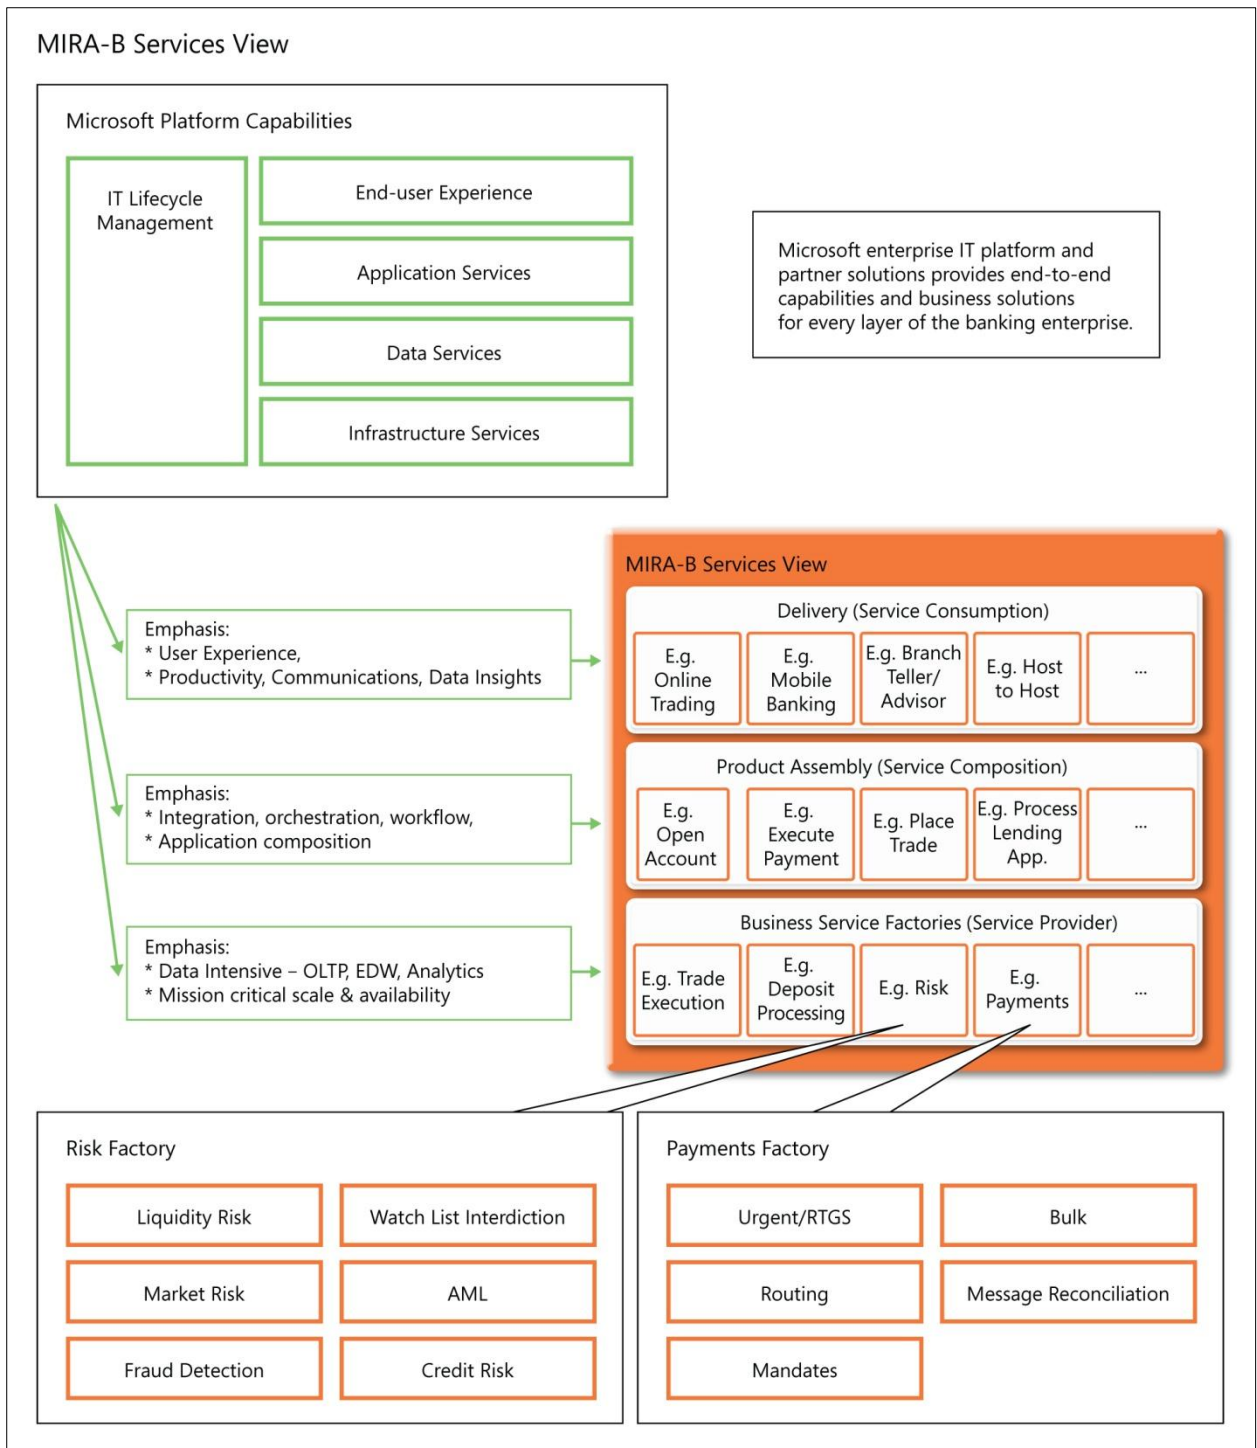 MIRA-B Services View
Microsoft Platform Capabilities
IT Lifecycle
Management
End-user Experience
Application Services
Data Services
Infrastructure Services
Microsoft enterprise IT platform and
partner solutions provides end-to-end
capabilities and business solutions
for every layer of the banking enterprise.
Emphasis:
* User Experience,
* Productivity, Communications, Data Insights
Emphasis:
* Integration, orchestration, workflow,
* Application composition
Emphasis:
* Data Intensive – OLTP, EDW, Analytics
* Mission critical scale & availability
MIRA-B Services View
Delivery (Service Consumption)
E.g.
Online
Trading
E.g.
Mobile
Banking
E.g. Branch
Teller/
Advisor
E.g. Host
to Host
...
Product Assembly (Service Composition)
E.g.
Open
Account
E.g.
Execute
Payment
E.g. Place
Trade
E.g. Process
Lending
App.
...
Business Service Factories (Service Provider)
E.g. Trade
Execution
E.g.
Deposit
Processing
E.g. Risk
E.g.
Payments
...
Risk Factory
Liquidity Risk
Watch List Interdiction
Market Risk
AML
Fraud Detection
Credit Risk
Payments Factory
Urgent/RTGS
Bulk
Routing
Message Reconciliation
Mandates